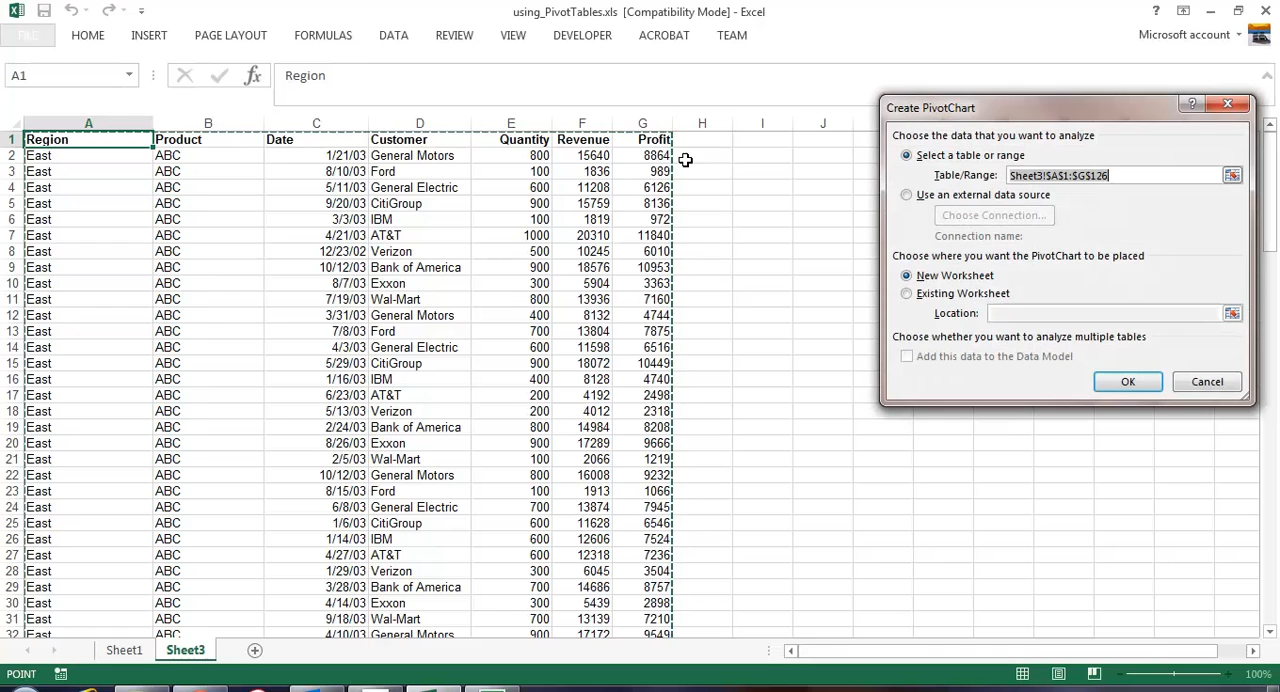 using_PivotTables.xls [Compatibility Mode] - Excel
?
FILE HOME INSERT PAGE LAYOUT FORMULAS DATA REVIEW VIEW DEVELOPER ACROBAT TEAM
Microsoft account
A1 fx Region
A B C D E F G H I J
1 Region Product Date Customer Quantity Revenue Profit
2 East ABC 1/21/03 General Motors 800 15640 8864
3 East ABC 8/10/03 Ford 100 1836 989
4 East ABC 5/11/03 General Electric 600 11208 6126
5 East ABC 9/20/03 CitiGroup 800 15759 8136
6 East ABC 3/3/03 IBM 100 1819 972
7 East ABC 4/21/03 AT&T 1000 20310 11840
8 East ABC 12/23/02 Verizon 500 10245 6010
9 East ABC 10/12/03 Bank of America 900 18576 10953
10 East ABC 8/7/03 Exxon 300 5904 3363
11 East ABC 7/19/03 Wal-Mart 800 13936 7160
12 East ABC 3/31/03 General Motors 400 8132 4744
13 East ABC 7/8/03 Ford 700 13804 7875
14 East ABC 4/3/03 General Electric 600 11598 6516
15 East ABC 5/29/03 CitiGroup 900 18072 10449
16 East ABC 1/16/03 IBM 400 8128 4740
17 East ABC 6/23/03 AT&T 200 4192 2498
18 East ABC 5/13/03 Verizon 200 4012 2318
19 East ABC 2/24/03 Bank of America 800 14984 8208
20 East ABC 8/26/03 Exxon 900 17289 9666
21 East ABC 2/5/03 Wal-Mart 100 2066 1219
22 East ABC 10/12/03 General Motors 800 16008 9232
23 East ABC 8/15/03 Ford 100 1913 1066
24 East ABC 6/8/03 General Electric 700 13874 7945
25 East ABC 1/6/03 CitiGroup 600 11628 6546
26 East ABC 1/14/03 IBM 600 12606 7524
27 East ABC 4/27/03 AT&T 600 12318 7236
28 East ABC 1/29/03 Verizon 300 6045 3504
29 East ABC 3/28/03 Bank of America 700 14686 8757
30 East ABC 4/14/03 Exxon 300 5439 2898
31 East ABC 9/18/03 Wal-Mart 700 13139 7210
32 East ABC 4/10/03 General Motors 900 17172 9549
Create PivotChart ?
Choose the data that you want to analyze
Select a table or range
Table/Range: Sheet3!$A$1:$G$126
Use an external data source
Choose Connection...
Connection name:
Choose where you want the PivotChart to be placed
New Worksheet
Existing Worksheet
Location:
Choose whether you want to analyze multiple tables
Add this data to the Data Model
OK Cancel
Sheet1 Sheet3
POINT
100%